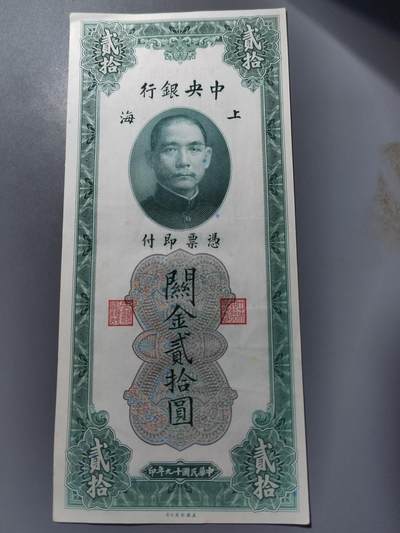 貳拾
貳拾
中央銀行
上海
憑票即付
關金貳拾圓
貳拾
貳拾
中華民國十九年印